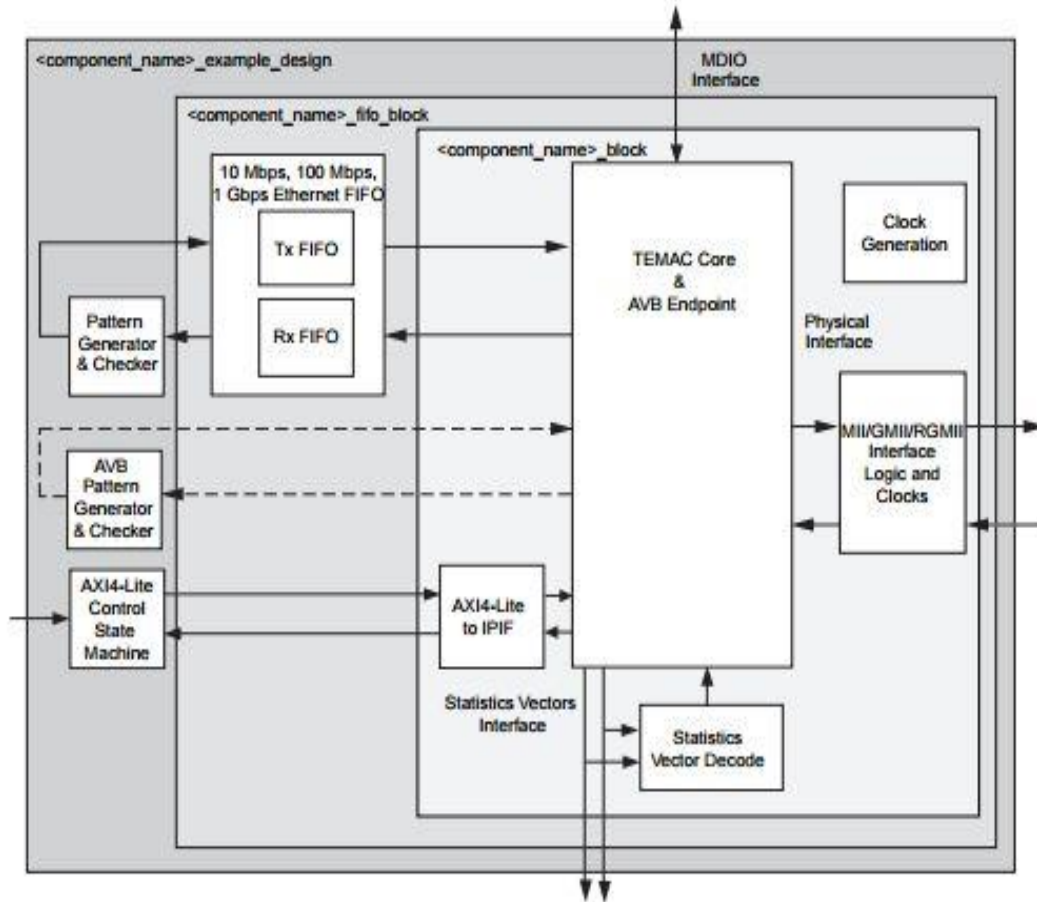 <component_name>_example_design
MDIO
Interface
<component_name>_fifo_block
<component_name>_block
10 Mbps, 100 Mbps,
1 Gbps Ethernet FIFO
Tx FIFO
Rx FIFO
TEMAC Core
&
AVB Endpoint
Clock
Generation
Pattern
Generator
& Checker
Physical
Interface
MII/GMII/RGMII
Interface
Logic and
Clocks
AVB
Pattern
Generator
& Checker
AXI4-Lite
Control
State
Machine
AXI4-Lite
to IPIF
Statistics Vectors
Interface
Statistics
Vector Decode